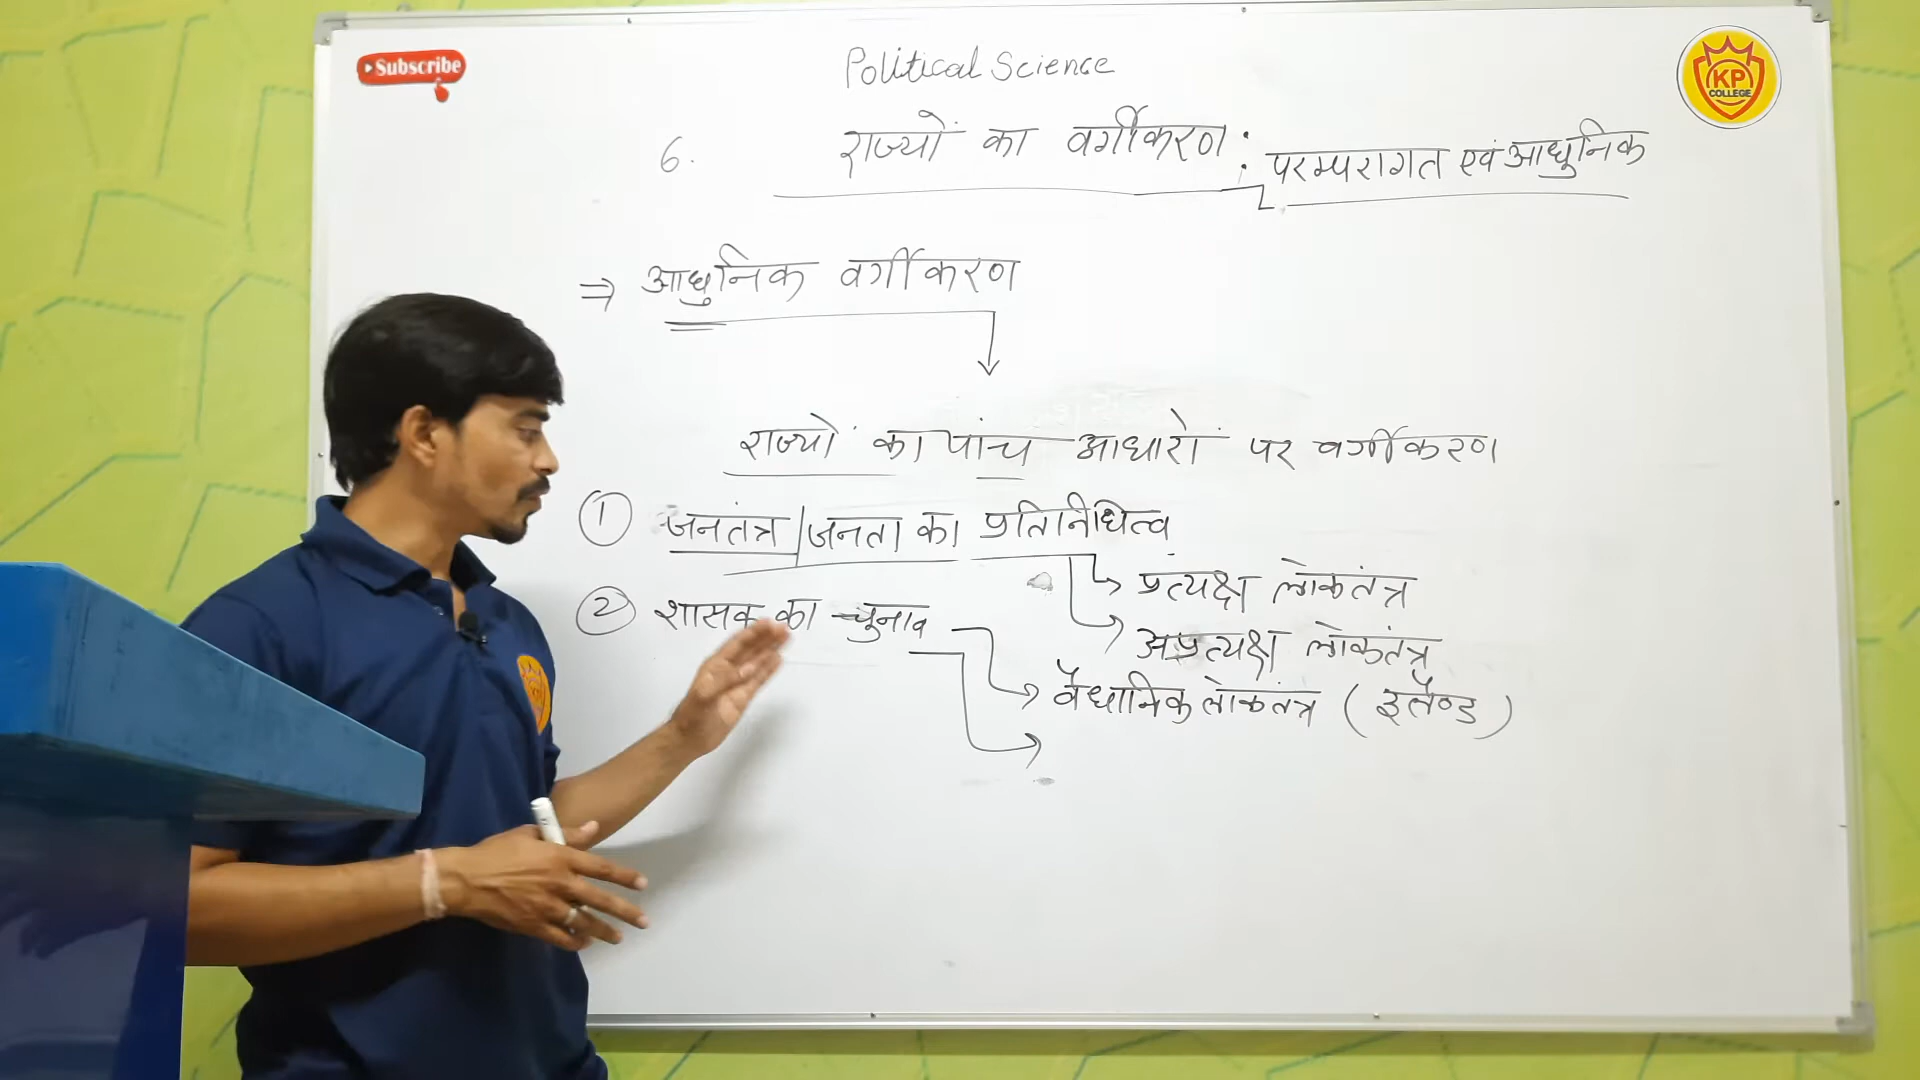 Subscribe
Political Science
KP
COLLEGE
6. राज्यों का वर्गीकरण : परम्परागत एवं आधुनिक
⇒ आधुनिक वर्गीकरण
राज्यों का पांच आधारों पर वर्गीकरण
① जनतंत्र / जनता का प्रतिनिधित्व
प्रत्यक्ष लोकतंत्र
② शासक का चुनाव
अप्रत्यक्ष लोकतंत्र
वैधानिक लोकतंत्र ( इंलैण्ड )
KP